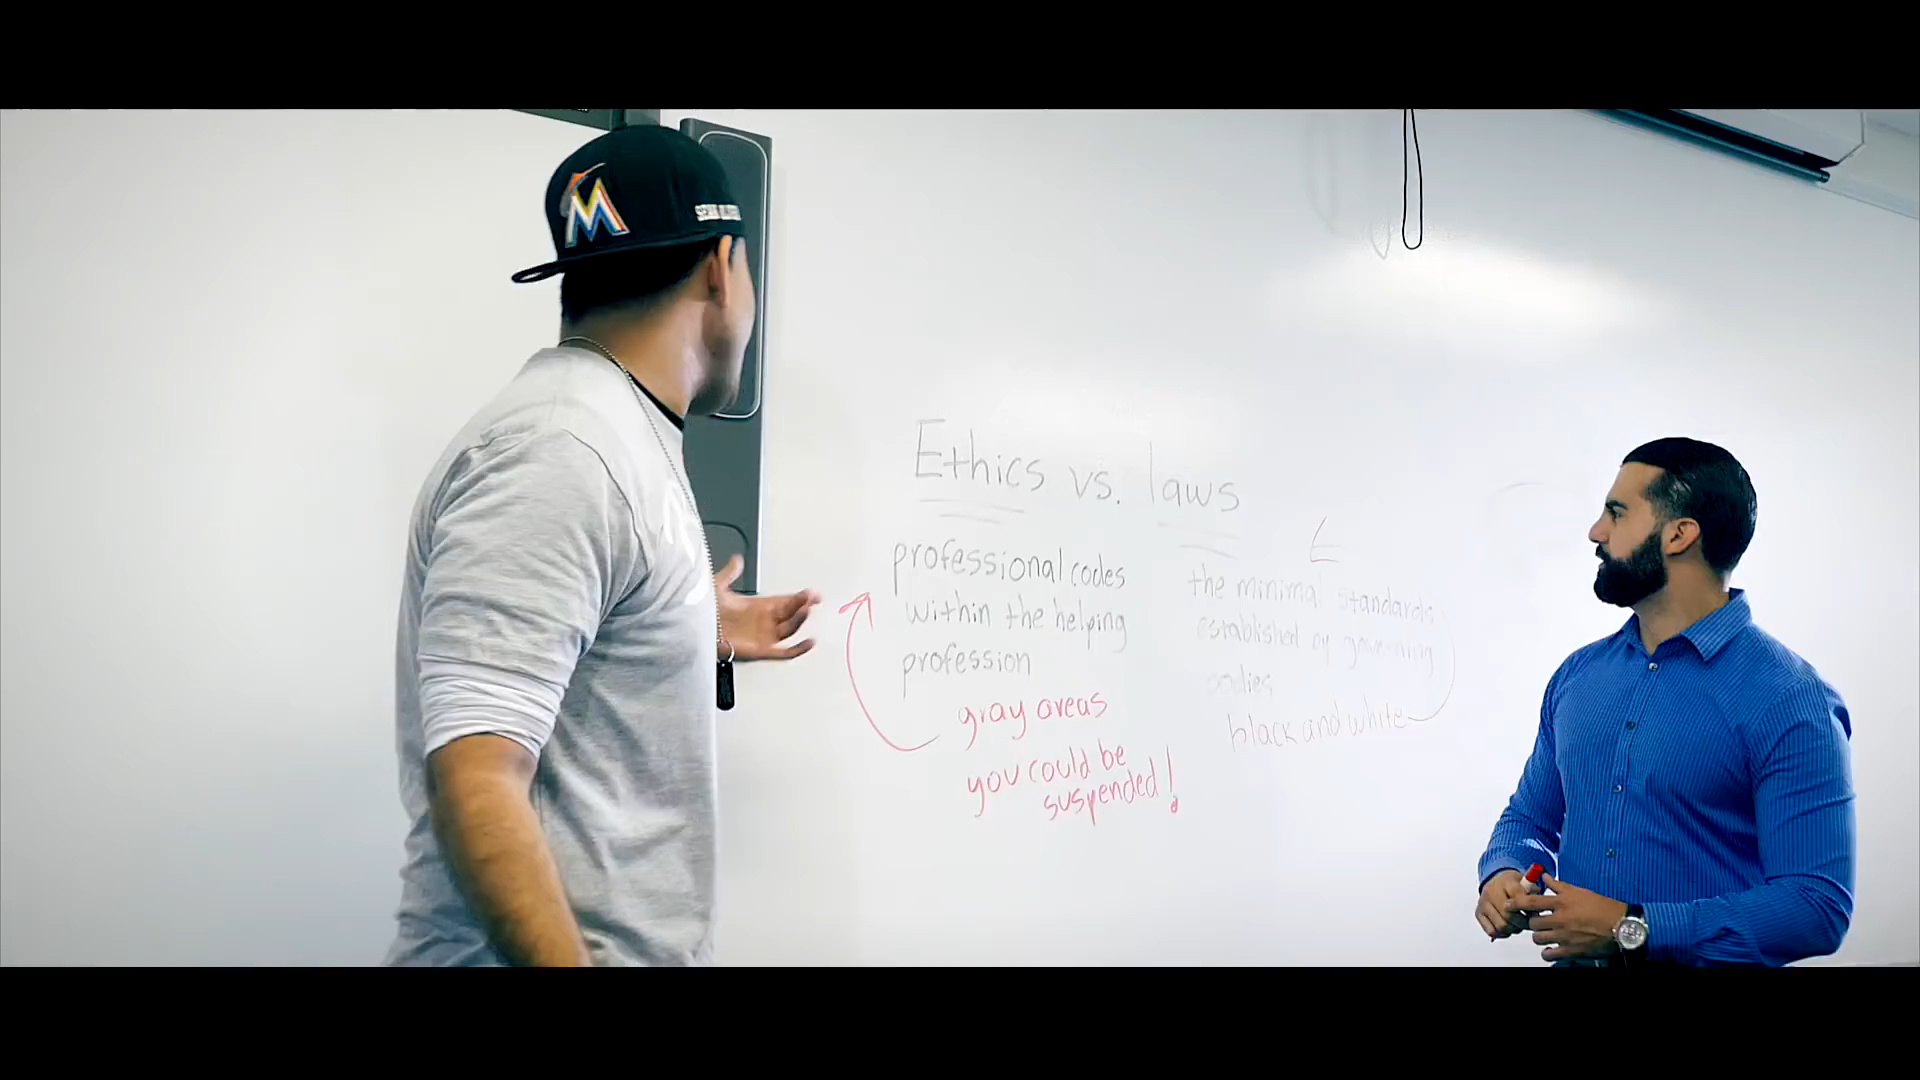 M
Ethics vs. laws
professional codes
within the helping
profession
gray areas
you could be
suspended!
the minimal standards
established by governing
bodies
black and white